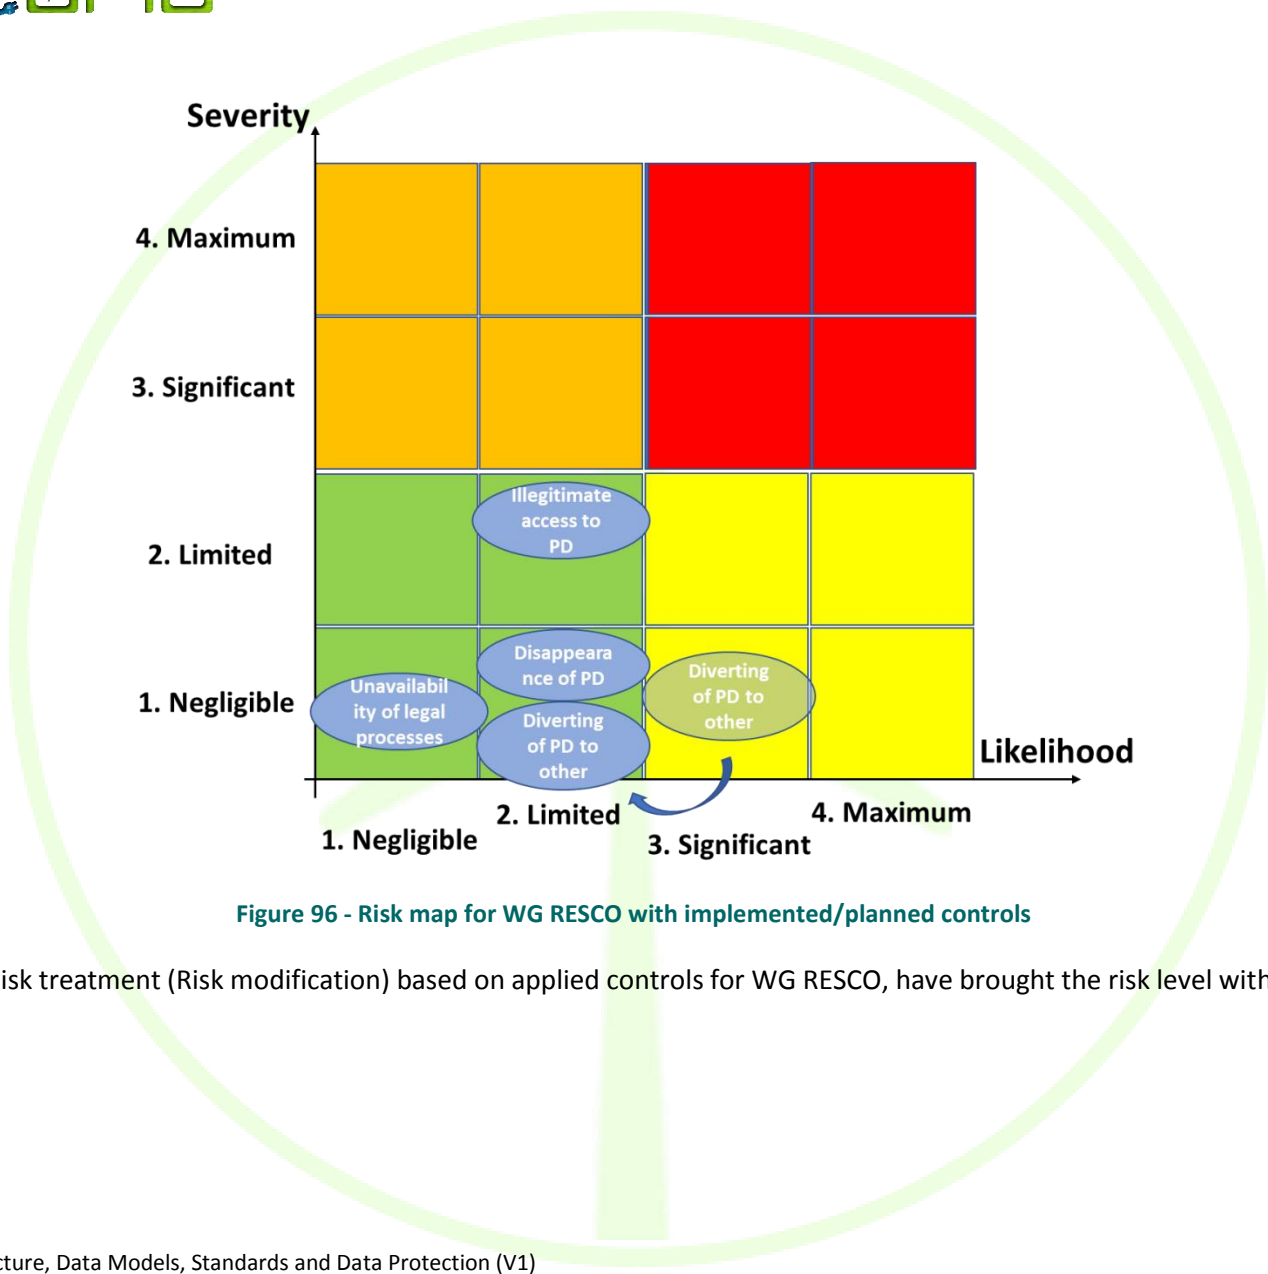 Severity
4. Maximum
3. Significant
2. Limited
1. Negligible
Illegitimate
access to
PD
Disappeara
nce of PD
Unavailabil
ity of legal
processes
Diverting
of PD to
other
Diverting
of PD to
other
Likelihood
1. Negligible
2. Limited
3. Significant
4. Maximum
Figure 96 - Risk map for WG RESCO with implemented/planned controls
isk treatment (Risk modification) based on applied controls for WG RESCO, have brought the risk level with
cture, Data Models, Standards and Data Protection (V1)